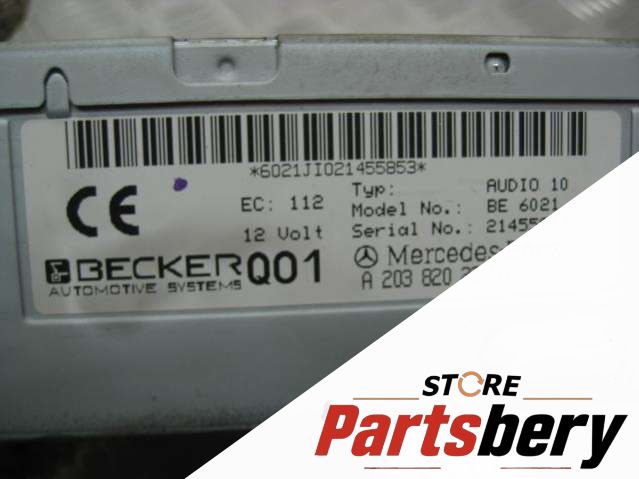 *6021JI021455853*
CE
EC: 112
12 Volt
Typ: AUDIO 10
Model No.: BE 6021
Serial No.: 21455
BECKER Q01
AUTOMOTIVE SYSTEMS
Mercedes
A 203 820
STORE
Partsbery